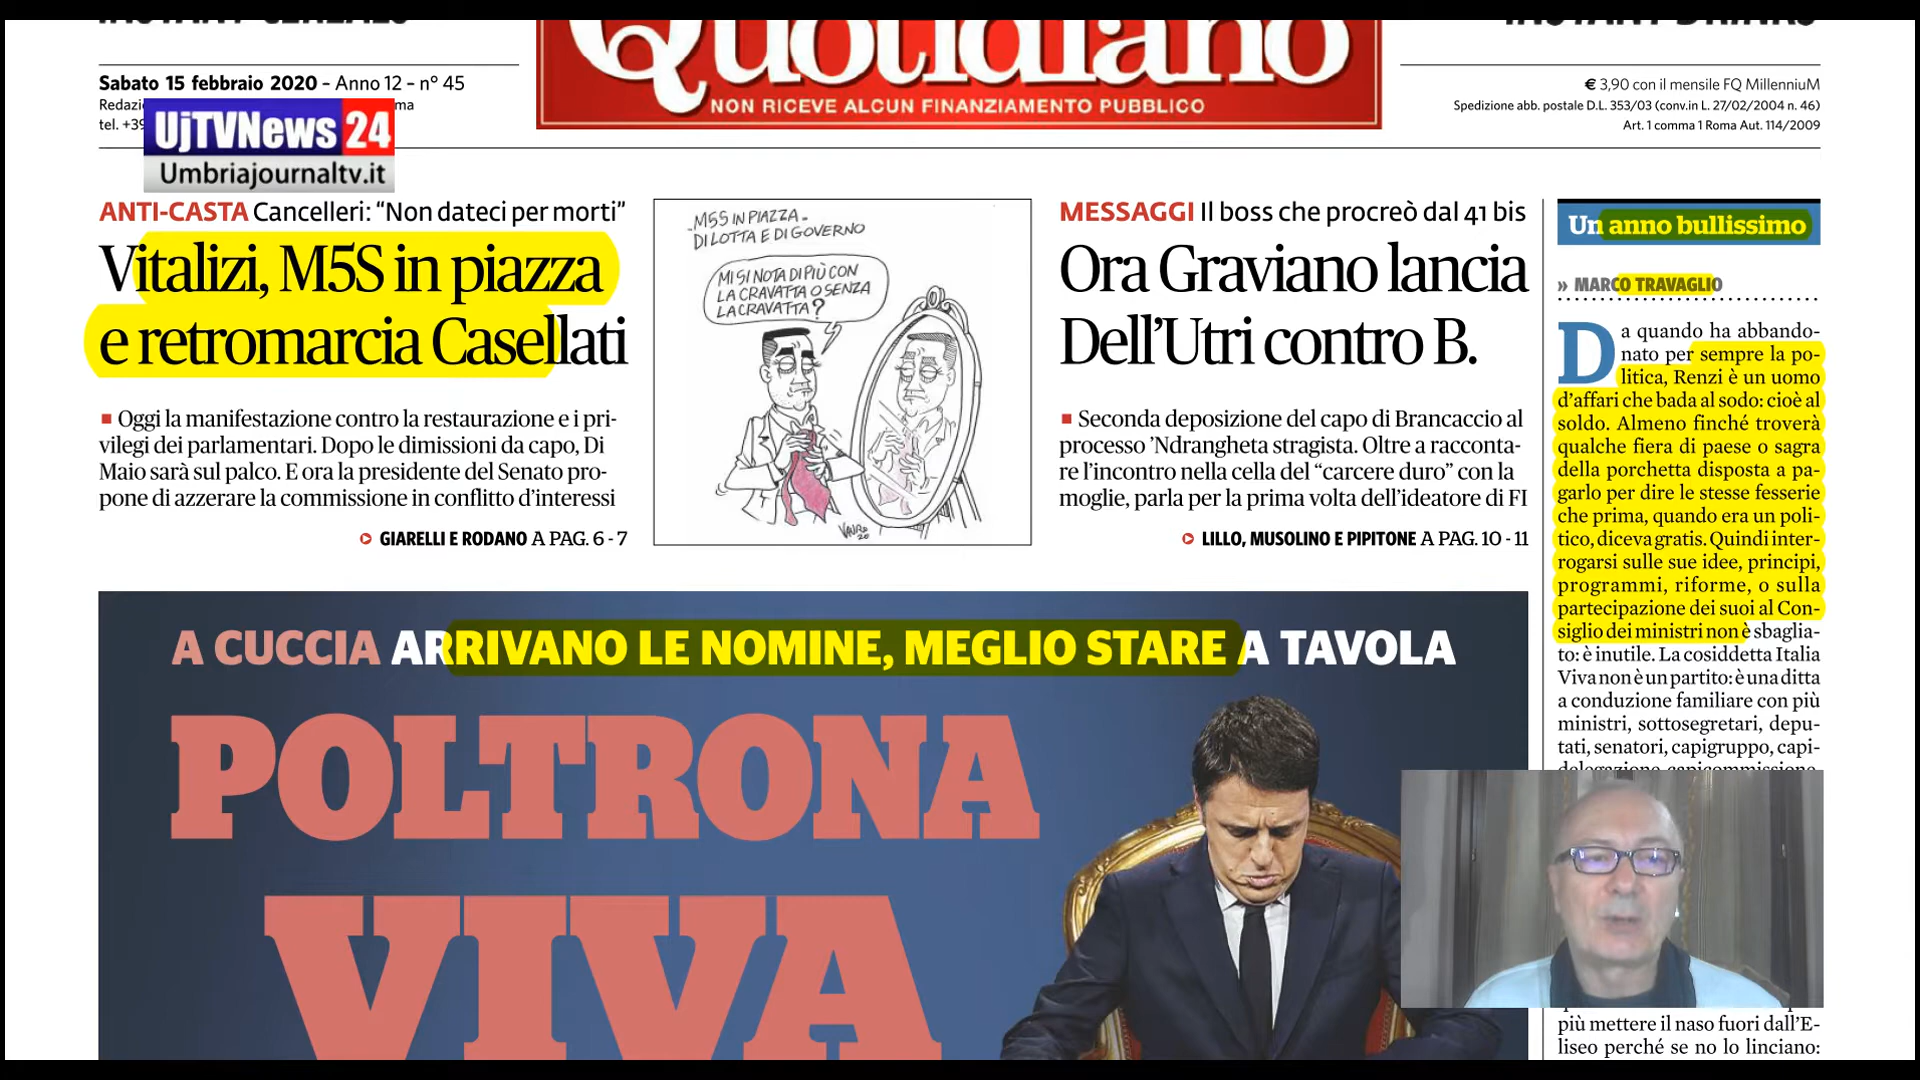 Quotidiano
NON RICEVE ALCUN FINANZIAMENTO PUBBLICO
Sabato 15 febbraio 2020 - Anno 12 - n° 45
tel. +39
UjTVNews 24
Umbriajournaltv.it
€ 3,90 con il mensile FQ MillenniuM
Spedizione abb. postale D.L. 353/03 (conv.in L. 27/02/2004 n. 46)
Art. 1 comma 1 Roma Aut. 114/2009
ANTI-CASTA Cancelleri: “Non dateci per morti”
Vitalizi, M5S in piazza
e retromarcia Casellati
■ Oggi la manifestazione contro la restaurazione e i pri-
vilegi dei parlamentari. Dopo le dimissioni da capo, Di
Maio sarà sul palco. E ora la presidente del Senato pro-
pone di azzerare la commissione in conflitto d’interessi
GIARELLI E RODANO A PAG. 6 - 7
M5S IN PIAZZA -
DI LOTTA E DI GOVERNO
MI SI NOTA DI PIÙ CON
LA CRAVATTA O SENZA
LA CRAVATTA?
VAURO
20
MESSAGGI Il boss che procreò dal 41 bis
Ora Graviano lancia
Dell’Utri contro B.
■ Seconda deposizione del capo di Brancaccio al
processo ’Ndrangheta stragista. Oltre a racconta-
re l’incontro nella cella del “carcere duro” con la
moglie, parla per la prima volta dell’ideatore di FI
LILLO, MUSOLINO E PIPITONE A PAG. 10 - 11
Un anno bullissimo
» MARCO TRAVAGLIO
Da quando ha abbando-
nato per sempre la po-
litica, Renzi è un uomo
d’affari che bada al sodo: cioè al
soldo. Almeno finché troverà
qualche fiera di paese o sagra
della porchetta disposta a pa-
garlo per dire le stesse fesserie
che prima, quando era un poli-
tico, diceva gratis. Quindi inter-
rogarsi sulle sue idee, principi,
programmi, riforme, o sulla
partecipazione dei suoi al Con-
siglio dei ministri non è sbaglia-
to: è inutile. La cosiddetta Italia
Viva non è un partito: è una ditta
a conduzione familiare con più
ministri, sottosegretari, depu-
tati, senatori, capigruppo, capi-
delegazione, capicommissione,
più mettere il naso fuori dall’E-
liseo perché se no lo linciano:
A CUCCIA ARRIVANO LE NOMINE, MEGLIO STARE A TAVOLA
POLTRONA
VIVA